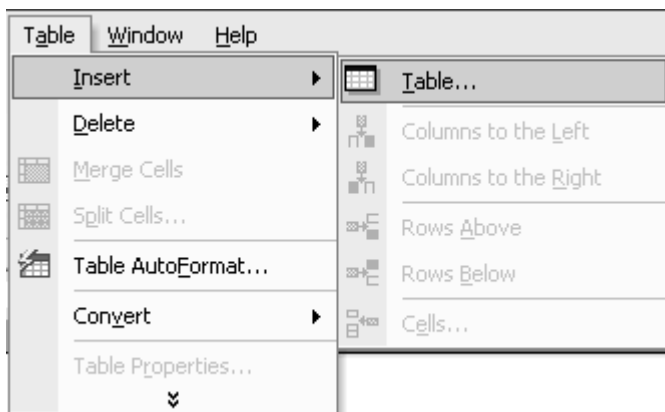 Table Window Help
Insert
Delete
Merge Cells
Split Cells...
Table AutoFormat...
Convert
Table Properties...
Table...
Columns to the Left
Columns to the Right
Rows Above
Rows Below
Cells...